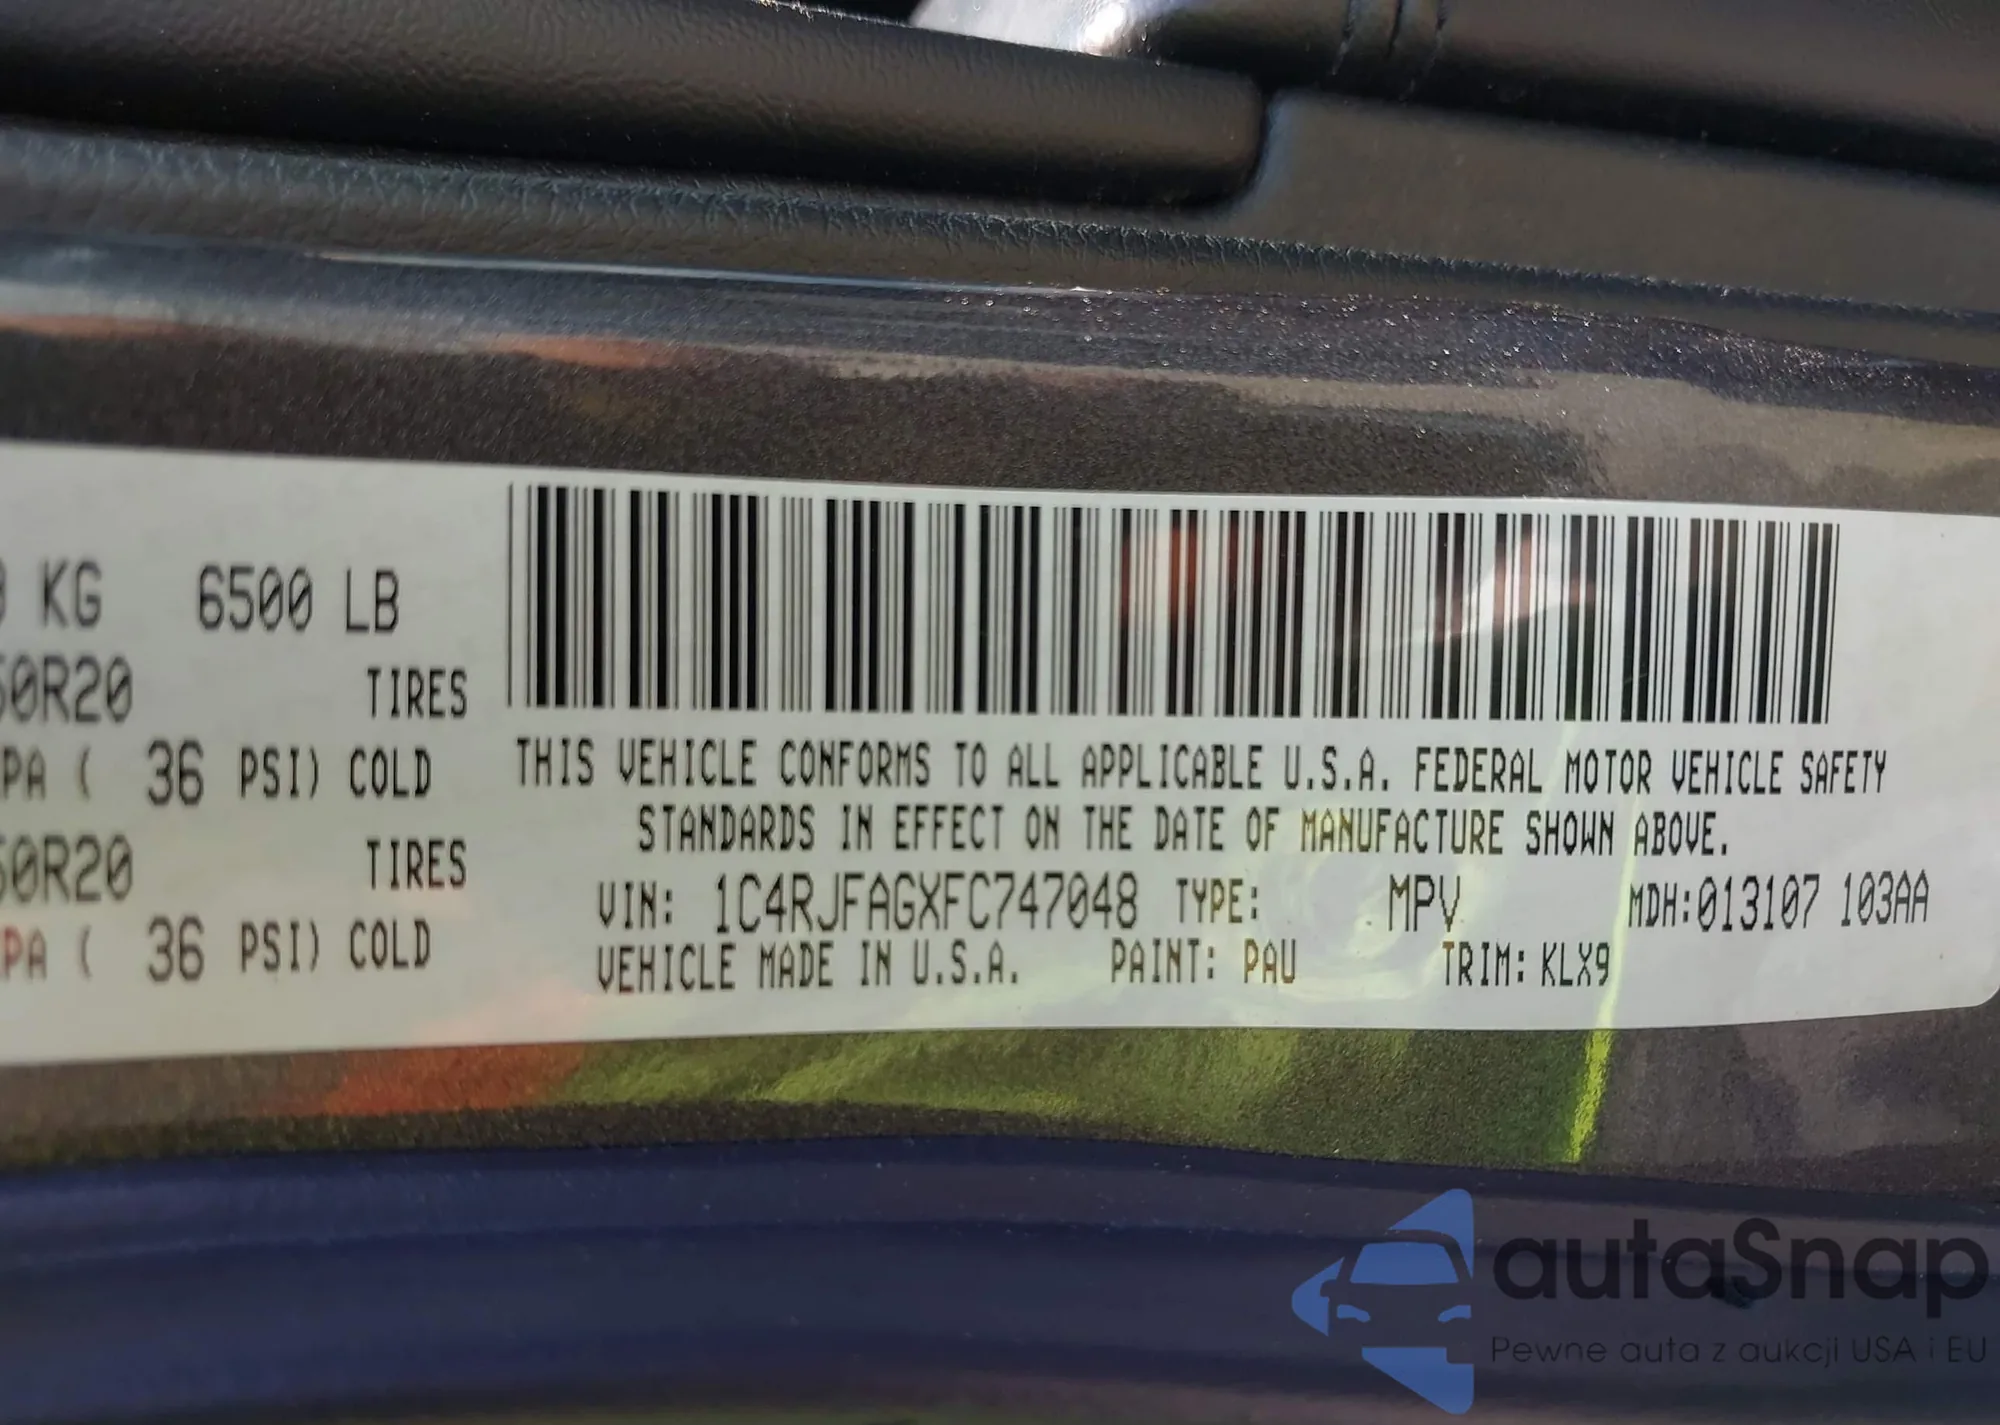 KG 6500 LB
50R20 TIRES
PA ( 36 PSI) COLD
50R20 TIRES
PA ( 36 PSI) COLD
THIS VEHICLE CONFORMS TO ALL APPLICABLE U.S.A. FEDERAL MOTOR VEHICLE SAFETY
STANDARDS IN EFFECT ON THE DATE OF MANUFACTURE SHOWN ABOVE.
VIN: 1C4RJFAGXFC747048 TYPE: MPV MDH:013107 103AA
VEHICLE MADE IN U.S.A. PAINT: PAU TRIM: KLX9
autaSnap
Pewne auta z aukcji USA i EU